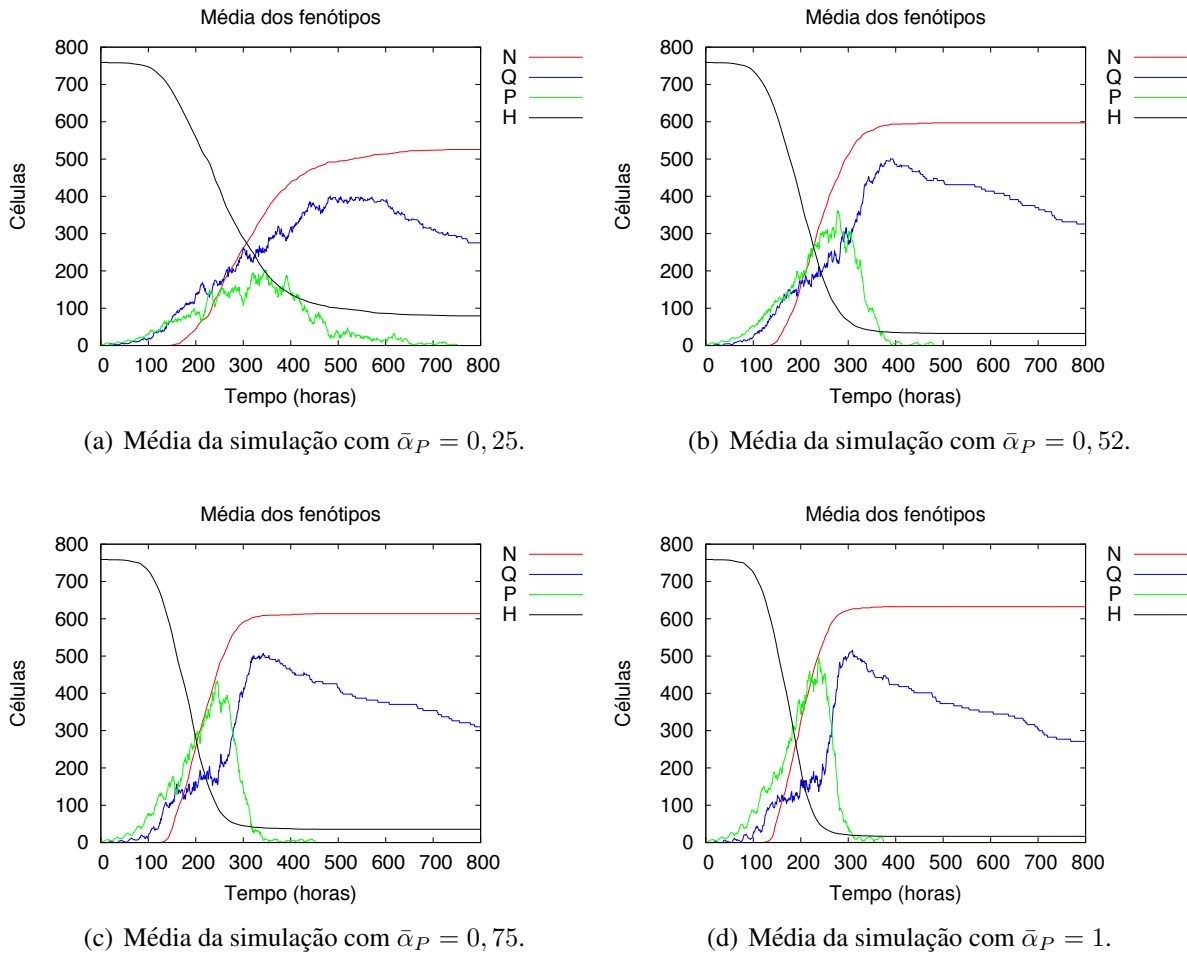 Média dos fenótipos
800
700
600
500
400
300
200
100
0
Células
0 100 200 300 400 500 600 700 800
Tempo (horas)
N
Q
P
H
(a) Média da simulação com ᾱ_P = 0, 25.
Média dos fenótipos
800
700
600
500
400
300
200
100
0
Células
0 100 200 300 400 500 600 700 800
Tempo (horas)
N
Q
P
H
(b) Média da simulação com ᾱ_P = 0, 52.
Média dos fenótipos
800
700
600
500
400
300
200
100
0
Células
0 100 200 300 400 500 600 700 800
Tempo (horas)
N
Q
P
H
(c) Média da simulação com ᾱ_P = 0, 75.
Média dos fenótipos
800
700
600
500
400
300
200
100
0
Células
0 100 200 300 400 500 600 700 800
Tempo (horas)
N
Q
P
H
(d) Média da simulação com ᾱ_P = 1.